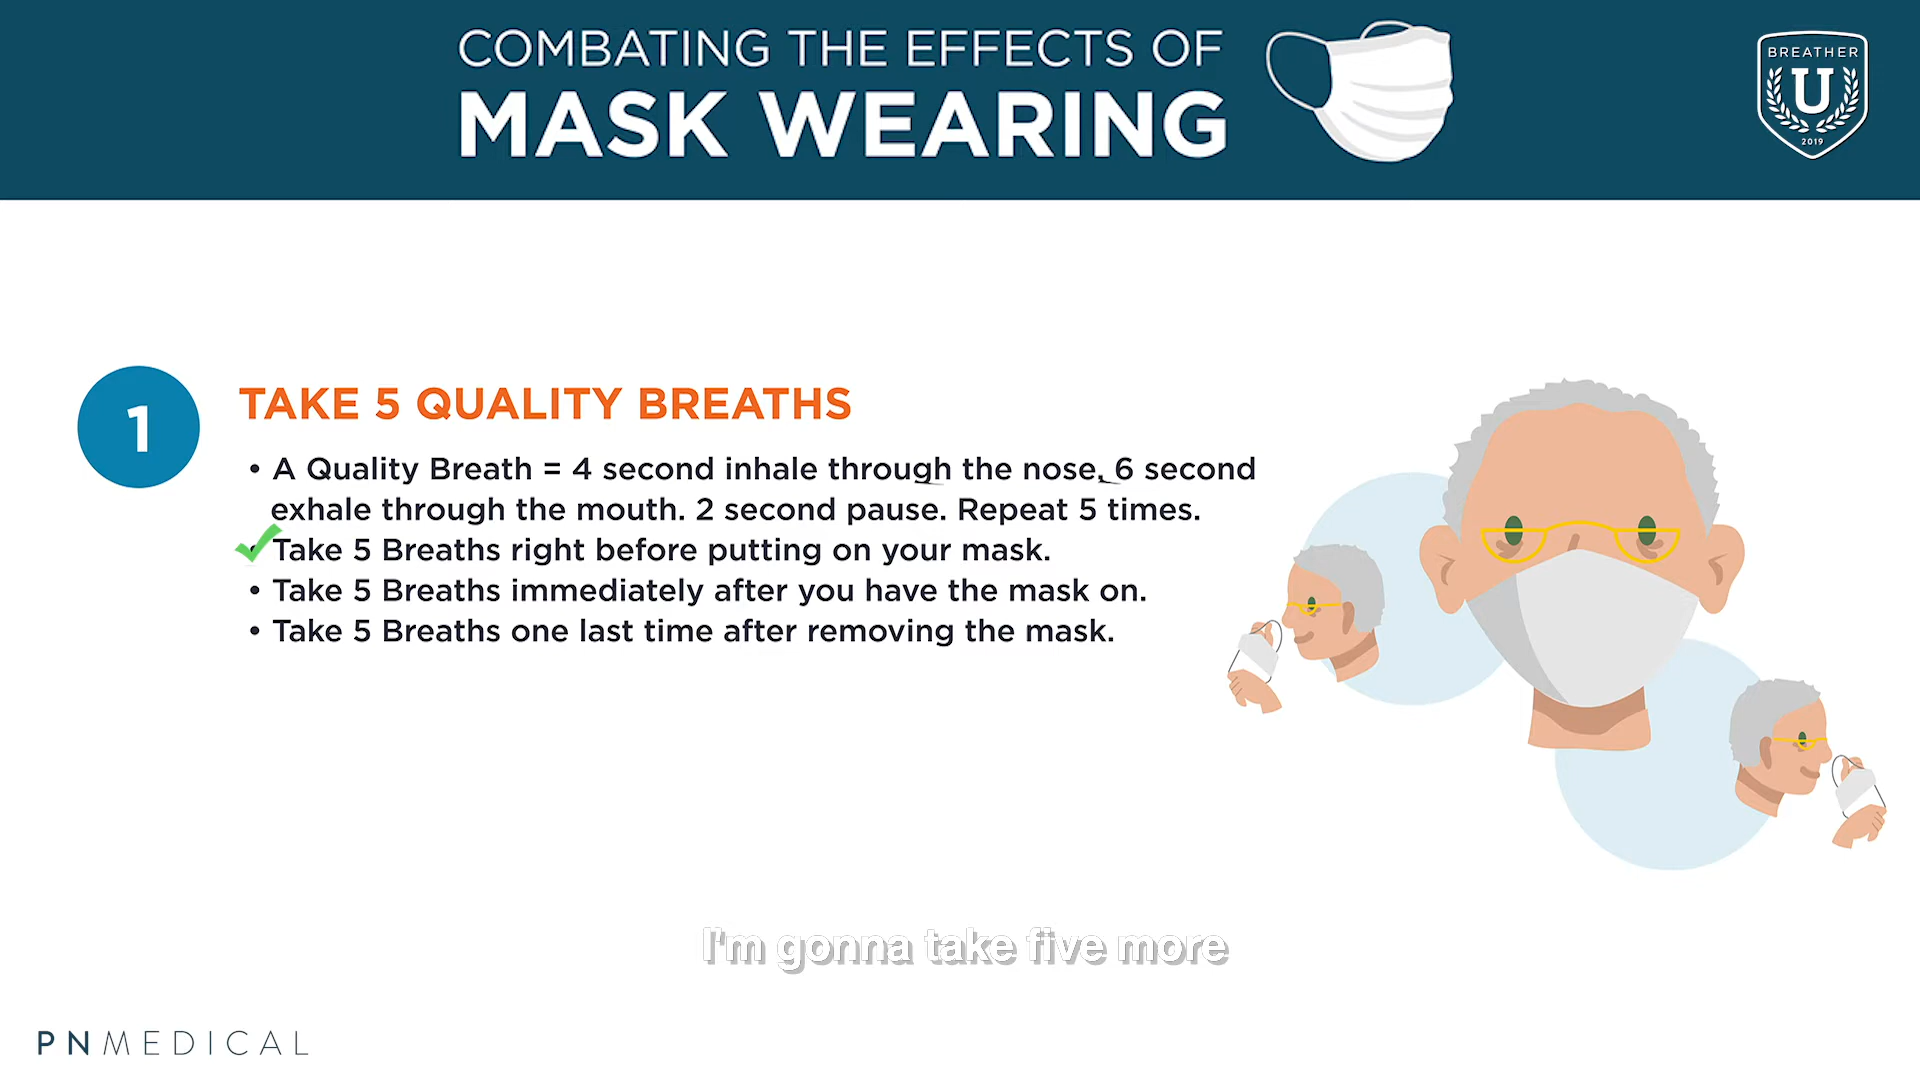 COMBATING THE EFFECTS OF
MASK WEARING
BREATHER
U
2019
1
TAKE 5 QUALITY BREATHS
• A Quality Breath = 4 second inhale through the nose, 6 second
exhale through the mouth. 2 second pause. Repeat 5 times.
• Take 5 Breaths right before putting on your mask.
• Take 5 Breaths immediately after you have the mask on.
• Take 5 Breaths one last time after removing the mask.
I'm gonna take five more
PNMEDICAL